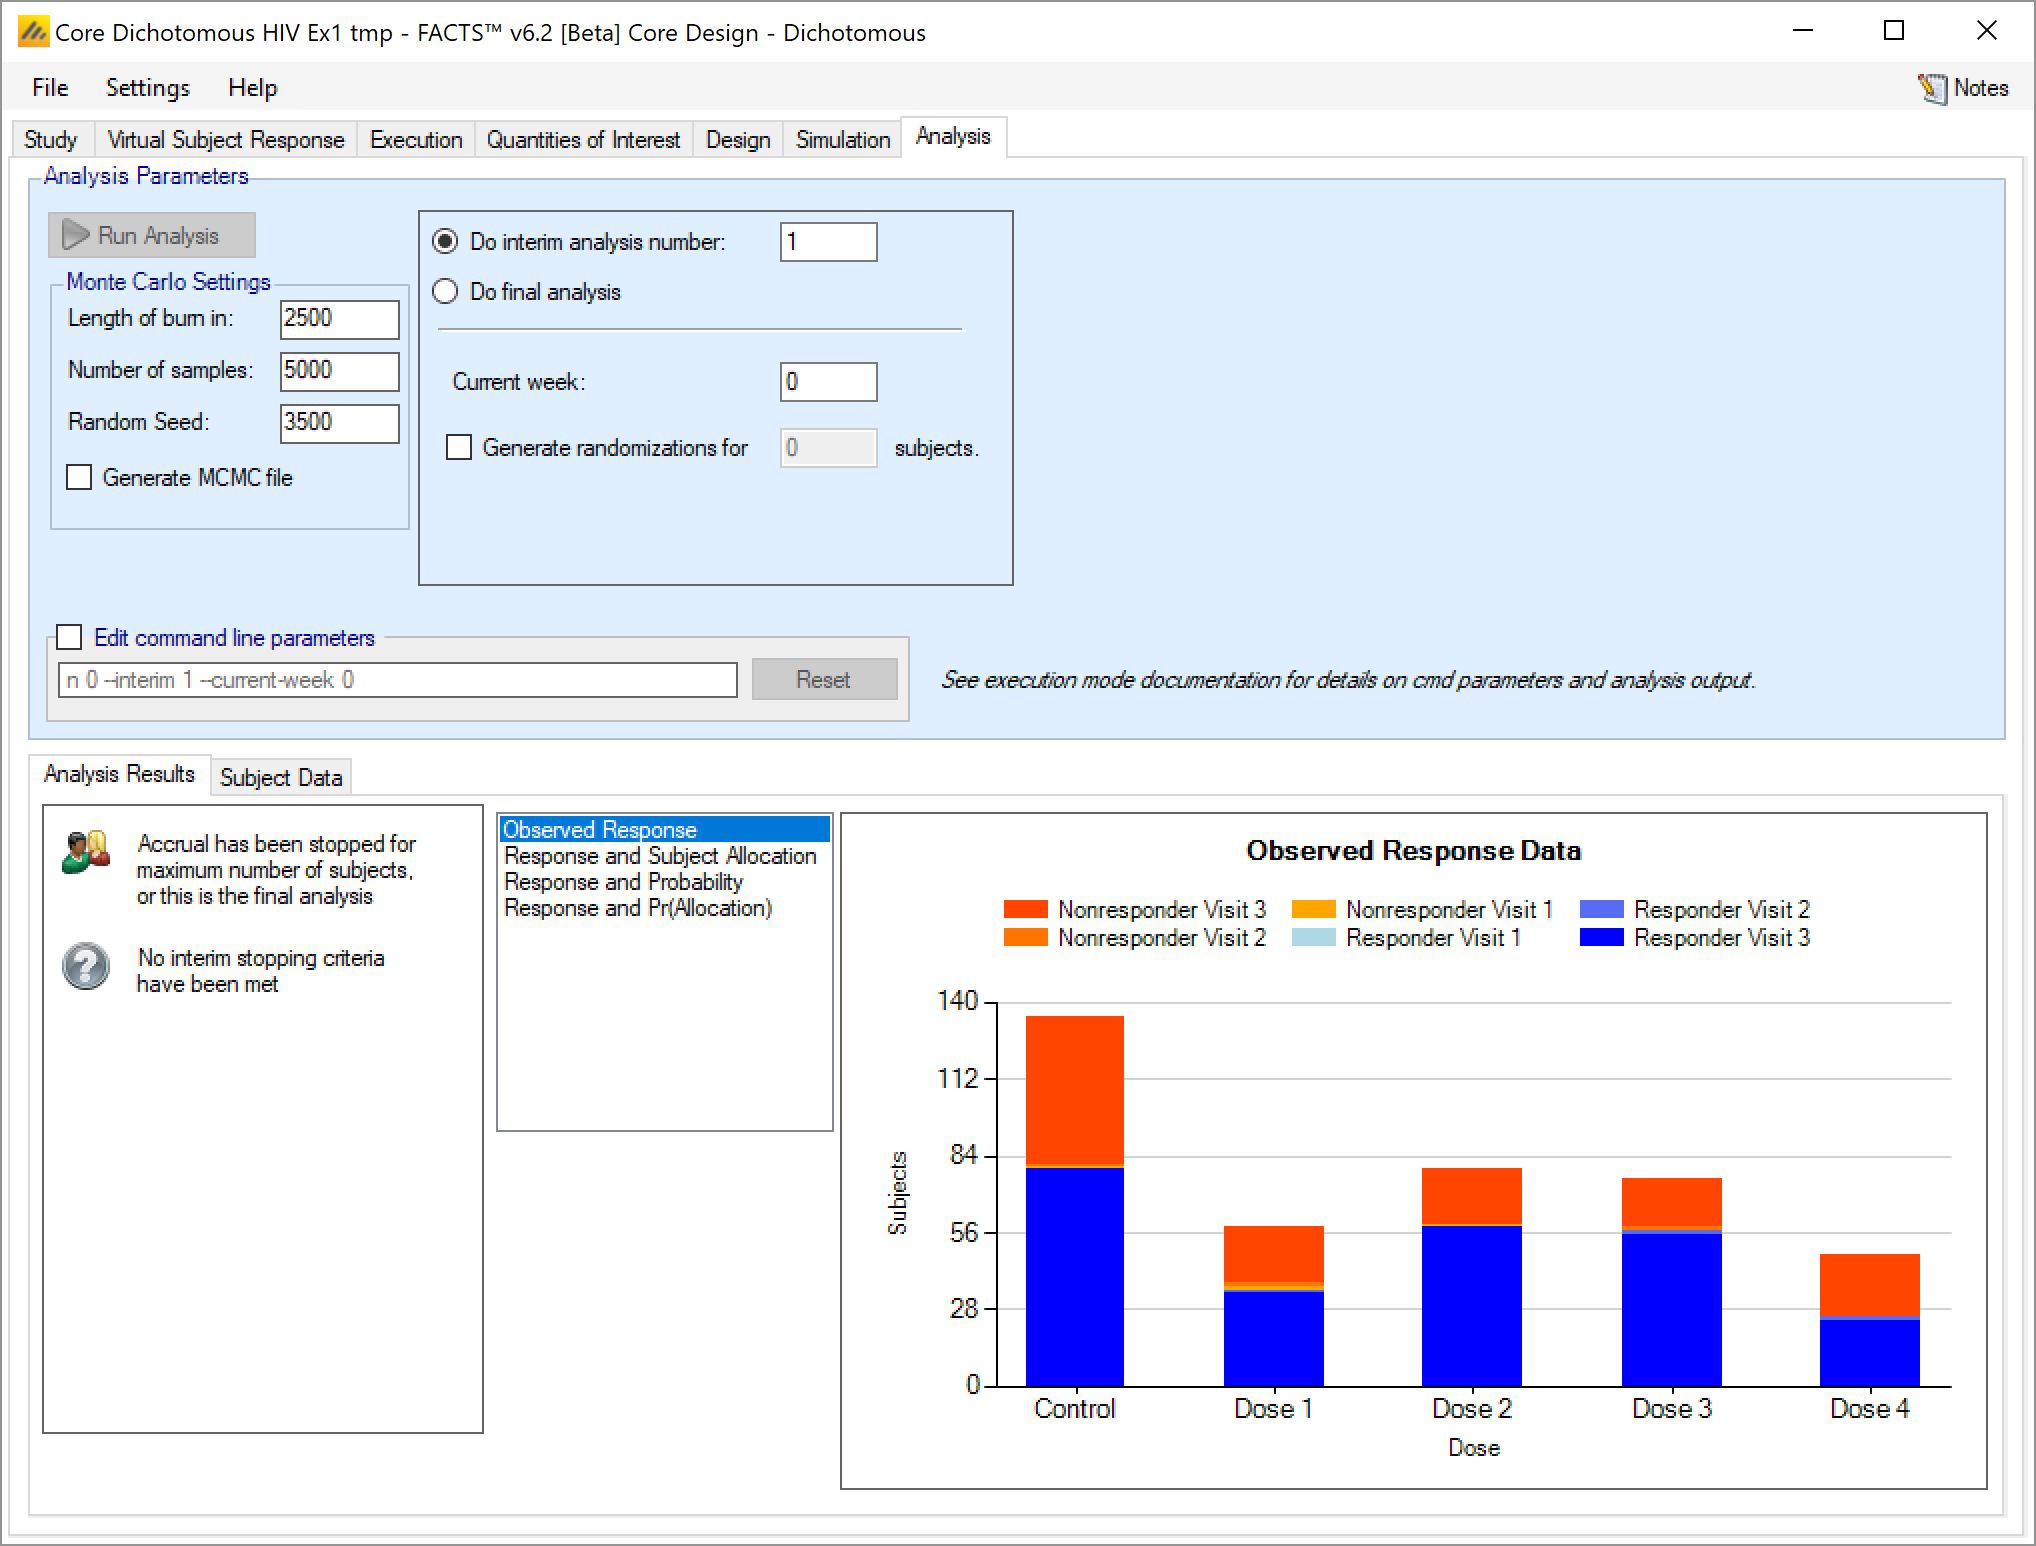 Core Dichotomous HIV Ex1 tmp - FACTS™ v6.2 [Beta] Core Design - Dichotomous
File Settings Help Notes
Study Virtual Subject Response Execution Quantities of Interest Design Simulation Analysis
Analysis Parameters
Run Analysis
Monte Carlo Settings
Length of burn in: 2500
Number of samples: 5000
Random Seed: 3500
Generate MCMC file
Do interim analysis number: 1
Do final analysis
Current week: 0
Generate randomizations for 0 subjects.
Edit command line parameters
n 0 --interim 1 --current-week 0
Reset
See execution mode documentation for details on cmd parameters and analysis output.
Analysis Results Subject Data
Accrual has been stopped for
maximum number of subjects,
or this is the final analysis
No interim stopping criteria
have been met
Observed Response
Response and Subject Allocation
Response and Probability
Response and Pr(Allocation)
Observed Response Data
Nonresponder Visit 3 Nonresponder Visit 1 Responder Visit 2
Nonresponder Visit 2 Responder Visit 1 Responder Visit 3
140
112
84
56
28
0
Subjects
Control Dose 1 Dose 2 Dose 3 Dose 4
Dose